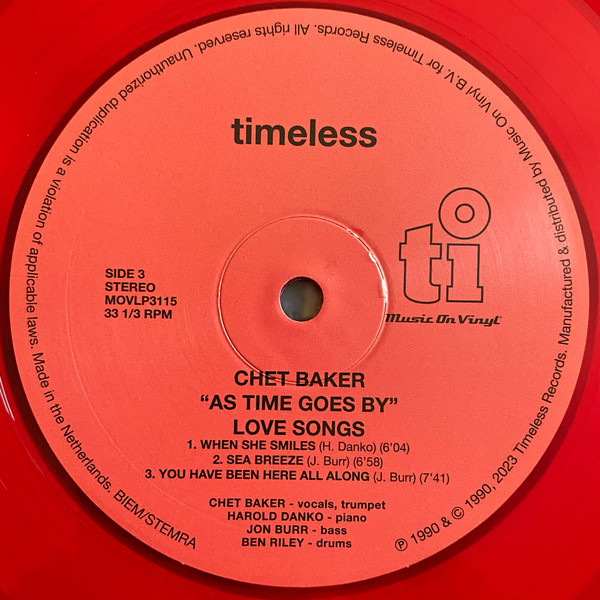 timeless
ti
Music On Vinyl
SIDE 3
STEREO
MOVLP3115
33 1/3 RPM
CHET BAKER
“AS TIME GOES BY”
LOVE SONGS
1. WHEN SHE SMILES (H. Danko) (6'04)
2. SEA BREEZE (J. Burr) (6'58)
3. YOU HAVE BEEN HERE ALL ALONG (J. Burr) (7'41)
CHET BAKER - vocals, trumpet
HAROLD DANKO - piano
JON BURR - bass
BEN RILEY - drums
℗ 1990 & © 1990, 2023 Timeless Records. Manufactured & distributed by Music On Vinyl B.V. for Timeless Records. All rights reserved. Unauthorized duplication is a violation of applicable laws. Made in the Netherlands. BIEM/STEMRA